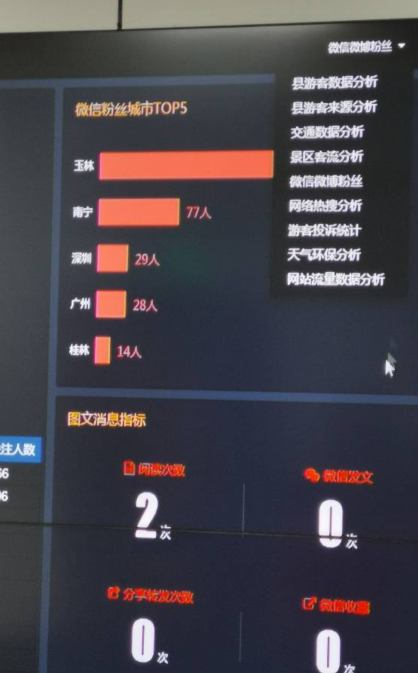 微信微博粉丝
县游客数据分析
县游客来源分析
交通数据分析
景区客流分析
微信微博粉丝
网络热搜分析
游客投诉统计
天气环保分析
网站流量数据分析
微信粉丝城市TOP5
玉林
南宁 77人
深圳 29人
广州 28人
桂林 14人
图文消息指标
注人数
66
06
阅读次数 微信发文
2次 0次
分享转发次数 微信收藏
0次 0次